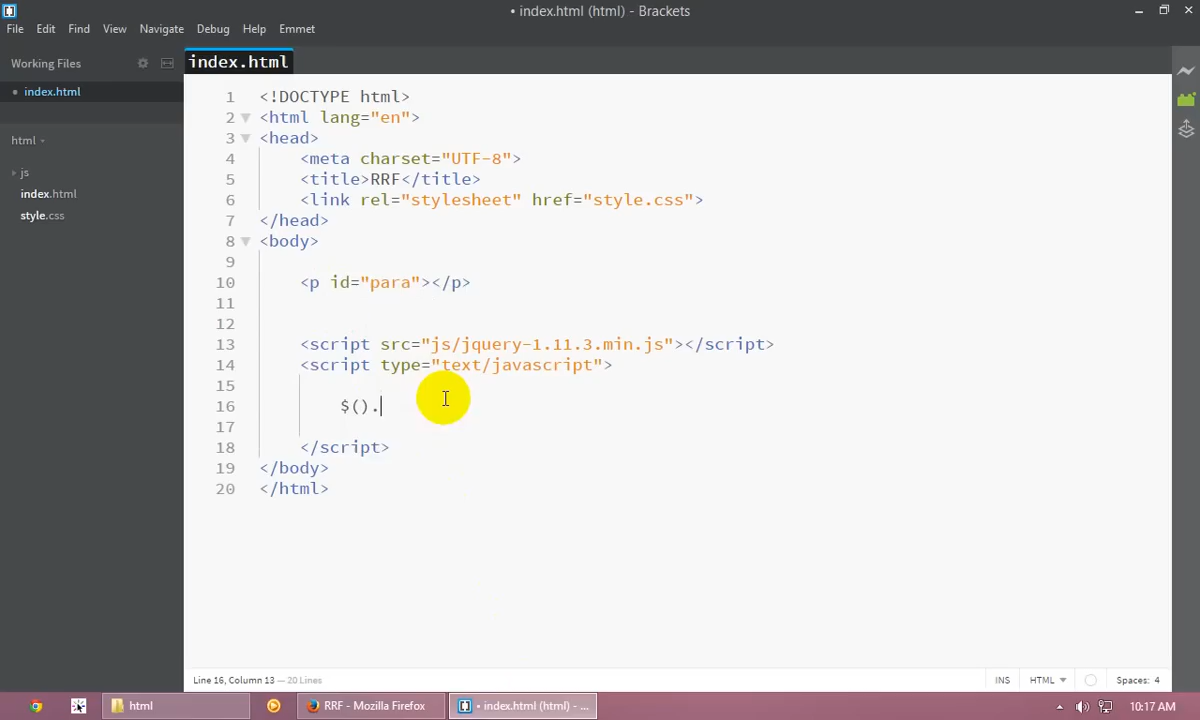 • index.html (html) - Brackets
File Edit Find View Navigate Debug Help Emmet
Working Files
• index.html
html
js
index.html
style.css
index.html
1 <!DOCTYPE html>
2 <html lang="en">
3 <head>
4 <meta charset="UTF-8">
5 <title>RRF</title>
6 <link rel="stylesheet" href="style.css">
7 </head>
8 <body>
9
10 <p id="para"></p>
11
12
13 <script src="js/jquery-1.11.3.min.js"></script>
14 <script type="text/javascript">
15
16 $().
17
18 </script>
19 </body>
20 </html>
Line 16, Column 13 — 20 Lines
INS HTML Spaces: 4
html RRF - Mozilla Firefox • index.html (html) - ... 10:17 AM